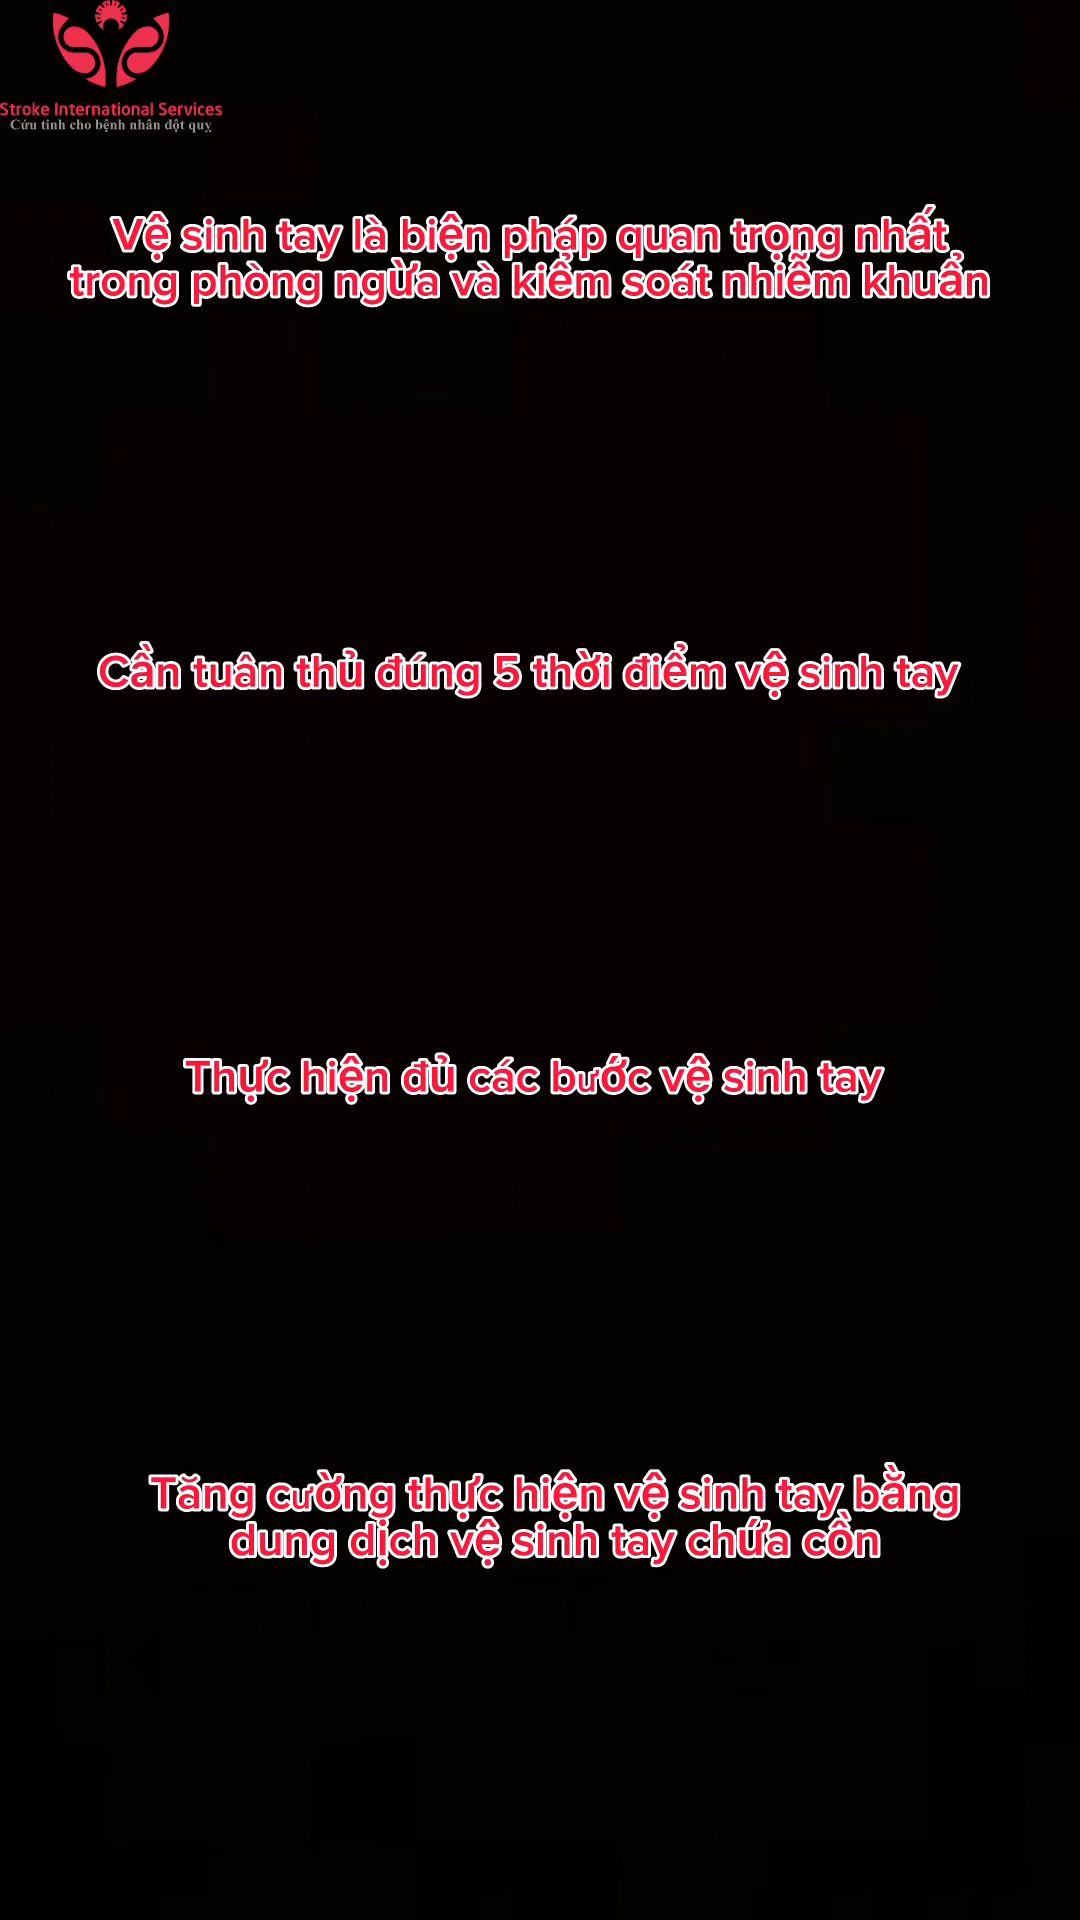 Stroke International Services
Cứu tinh cho bệnh nhân đột quỵ
Vệ sinh tay là biện pháp quan trọng nhất
trong phòng ngừa và kiểm soát nhiễm khuẩn
Cần tuân thủ đúng 5 thời điểm vệ sinh tay
Thực hiện đủ các bước vệ sinh tay
Tăng cường thực hiện vệ sinh tay bằng
dung dịch vệ sinh tay chứa cồn